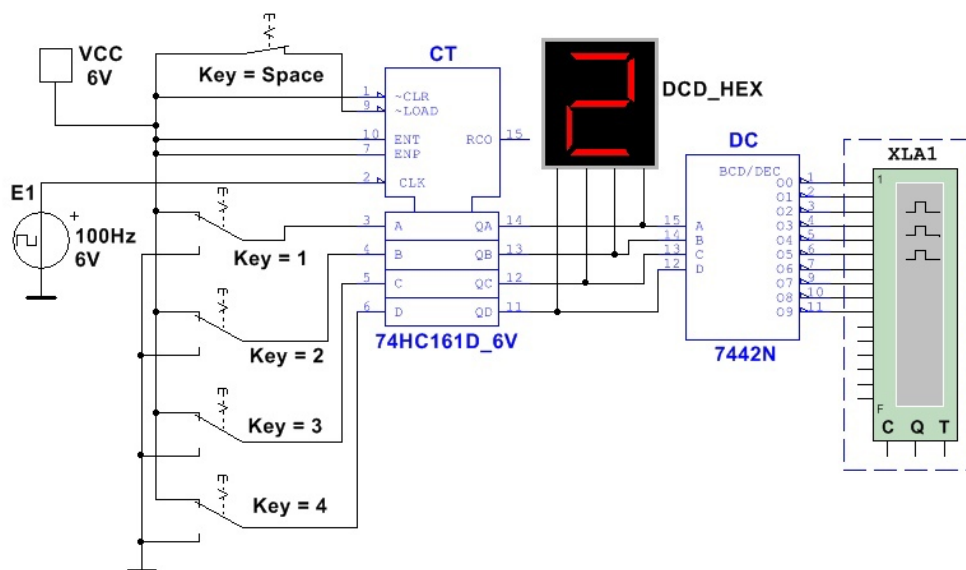 VCC
6V
Key = Space
CT
1 ~CLR
9 ~LOAD
10 ENT
7 ENP
RCO 15
2 CLK
DCD_HEX
2
DC
BCD/DEC
XLA1
E1
+
100Hz
6V
Key = 1
Key = 2
Key = 3
Key = 4
3 A QA 14
4 B QB 13
5 C QC 12
6 D QD 11
74HC161D_6V
15 A
14 B
13 C
12 D
O0 1
O1 2
O2 3
O3 4
O4 5
O5 6
O6 7
O7 9
O8 10
O9 11
7442N
1
F
C Q T